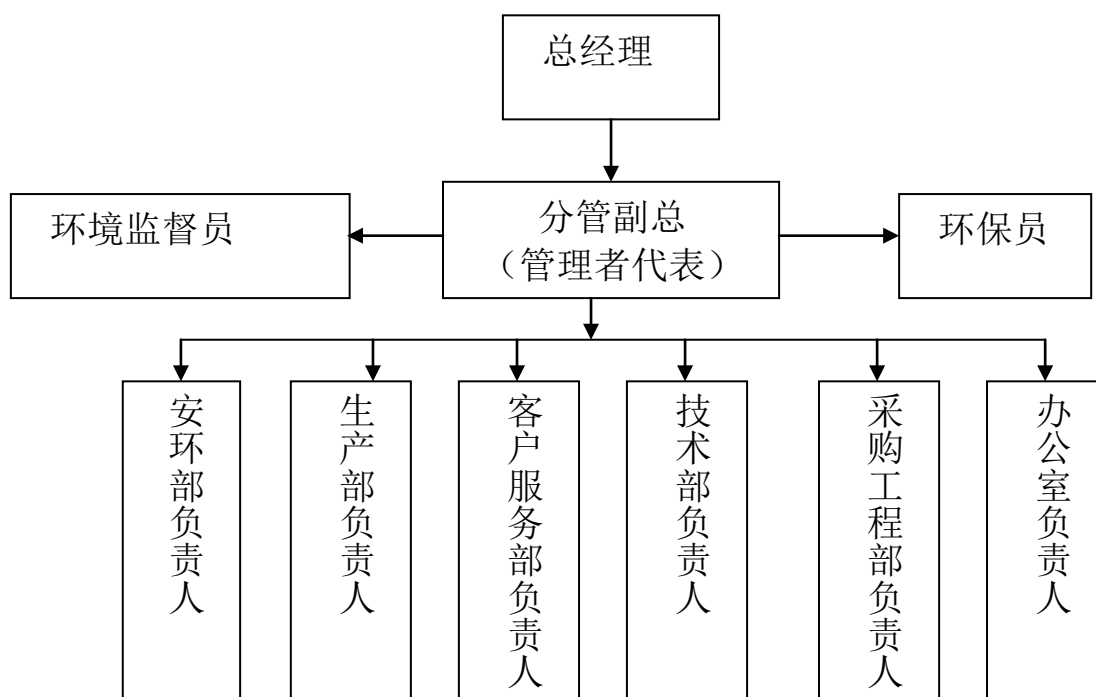 总经理
环境监督员
分管副总
（管理者代表）
环保员
安环部负责人
生产部负责人
客户服务部负责人
技术部负责人
采购工程部负责人
办公室负责人